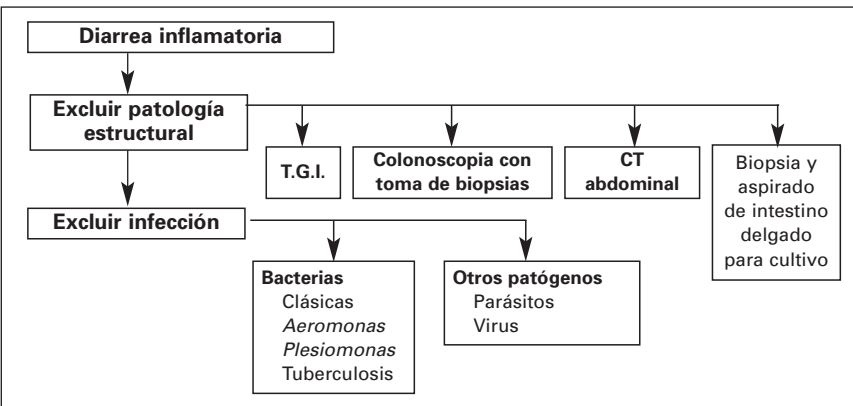 Diarrea inflamatoria
Excluir patología
estructural
T.G.I.
Colonoscopia con
toma de biopsias
CT
abdominal
Biopsia y
aspirado
de intestino
delgado
para cultivo
Excluir infección
Bacterias
Clásicas
Aeromonas
Plesiomonas
Tuberculosis
Otros patógenos
Parásitos
Virus